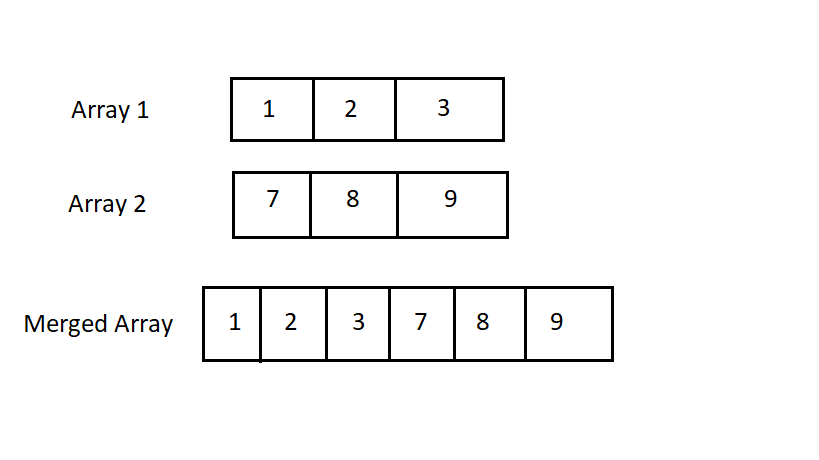 Array 1 1 2 3
Array 2 7 8 9
Merged Array 1 2 3 7 8 9